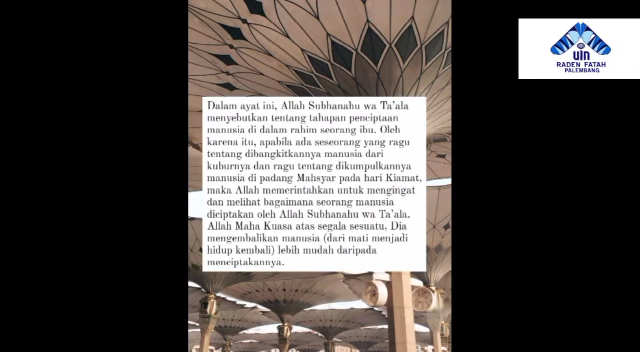 Dalam ayat ini, Allah Subhanahu wa Ta'ala
menyebutkan tentang tahapan penciptaan
manusia di dalam rahim seorang ibu. Oleh
karena itu, apabila ada seseorang yang ragu
tentang dibangkitkannya manusia dari
kuburnya dan ragu tentang dikumpulkannya
manusia di padang Mahsyar pada hari Kiamat,
maka Allah memerintahkan untuk mengingat
dan melihat bagaimana seorang manusia
diciptakan oleh Allah Subhanahu wa Ta'ala.
Allah Maha Kuasa atas segala sesuatu. Dia
mengembalikan manusia (dari mati menjadi
hidup kembali) lebih mudah daripada
menciptakannya.
uin
RADEN FATAH
PALEMBANG